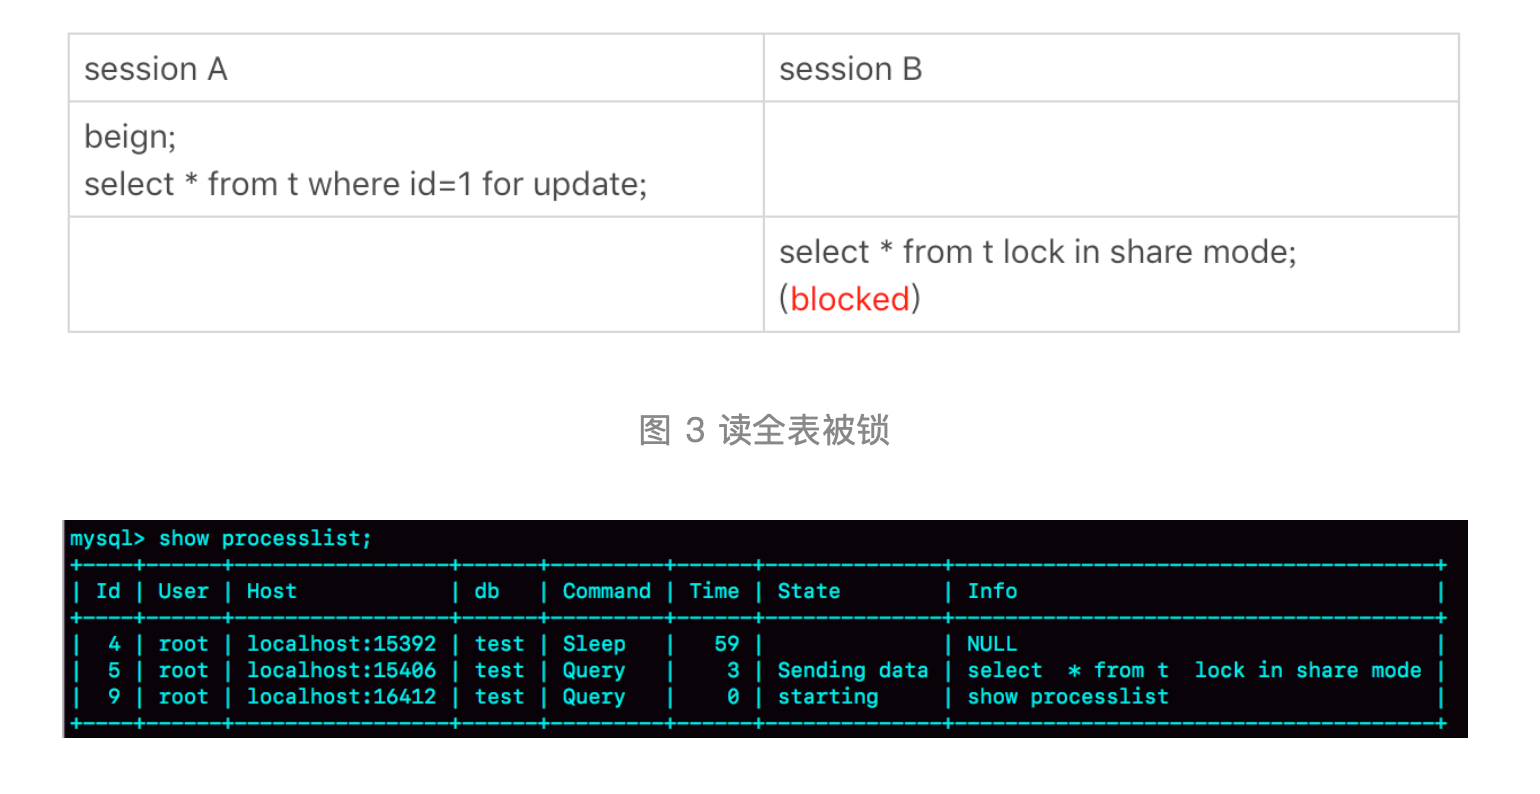 session A
session B
beign;
select * from t where id=1 for update;
select * from t lock in share mode;
(blocked)
图 3 读全表被锁
mysql> show processlist;
+----+------+-----------------+------+---------+------+--------------+-------------------------------------+
| Id | User | Host            | db   | Command | Time | State        | Info                                |
+----+------+-----------------+------+---------+------+--------------+-------------------------------------+
|  4 | root | localhost:15392 | test | Sleep   |   59 |              | NULL                                |
|  5 | root | localhost:15406 | test | Query   |    3 | Sending data | select  * from t  lock in share mode |
|  9 | root | localhost:16412 | test | Query   |    0 | starting     | show processlist                    |
+----+------+-----------------+------+---------+------+--------------+-------------------------------------+